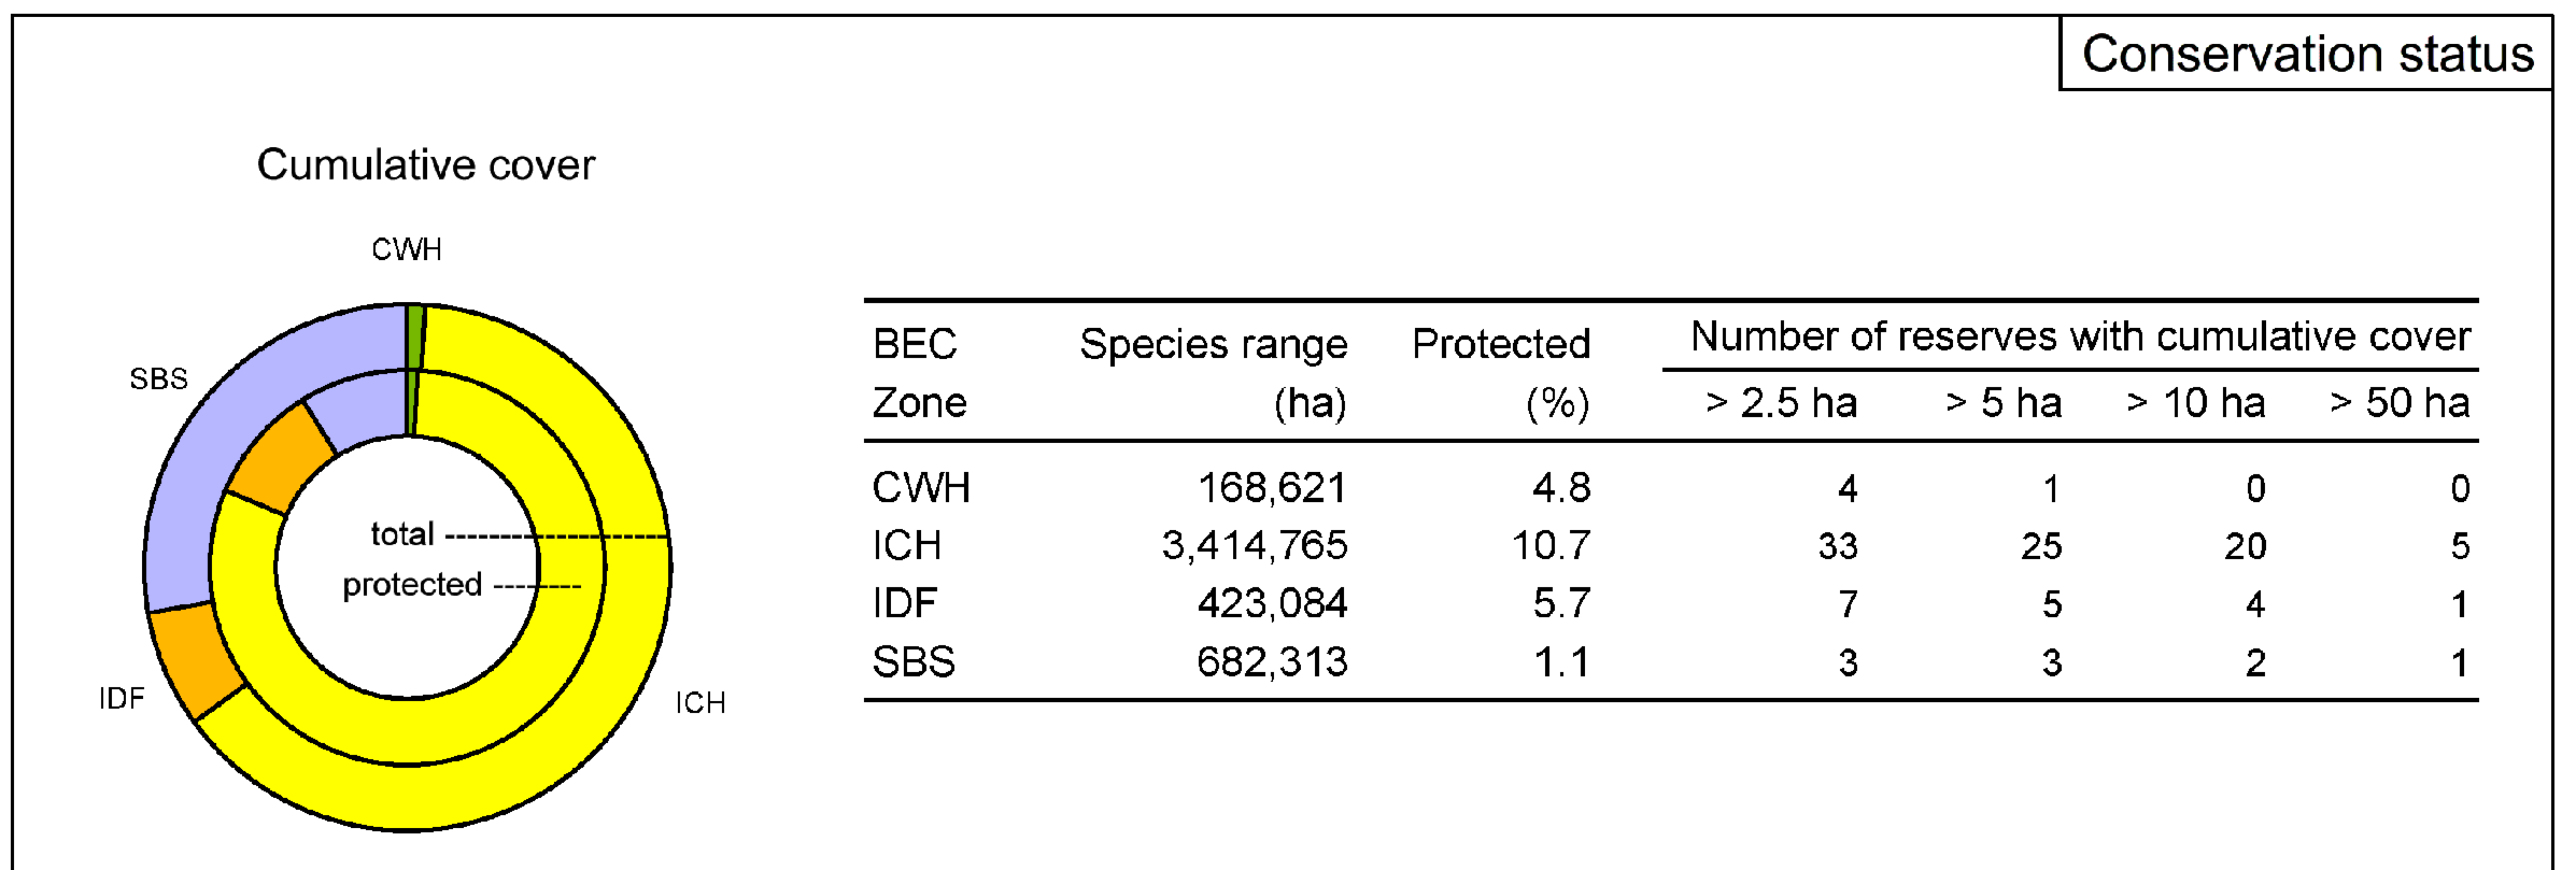 Conservation status
Cumulative cover
CWH
SBS
IDF
ICH
total
protected
BEC Zone Species range (ha) Protected (%) Number of reserves with cumulative cover
> 2.5 ha > 5 ha > 10 ha > 50 ha
CWH 168,621 4.8 4 1 0 0
ICH 3,414,765 10.7 33 25 20 5
IDF 423,084 5.7 7 5 4 1
SBS 682,313 1.1 3 3 2 1